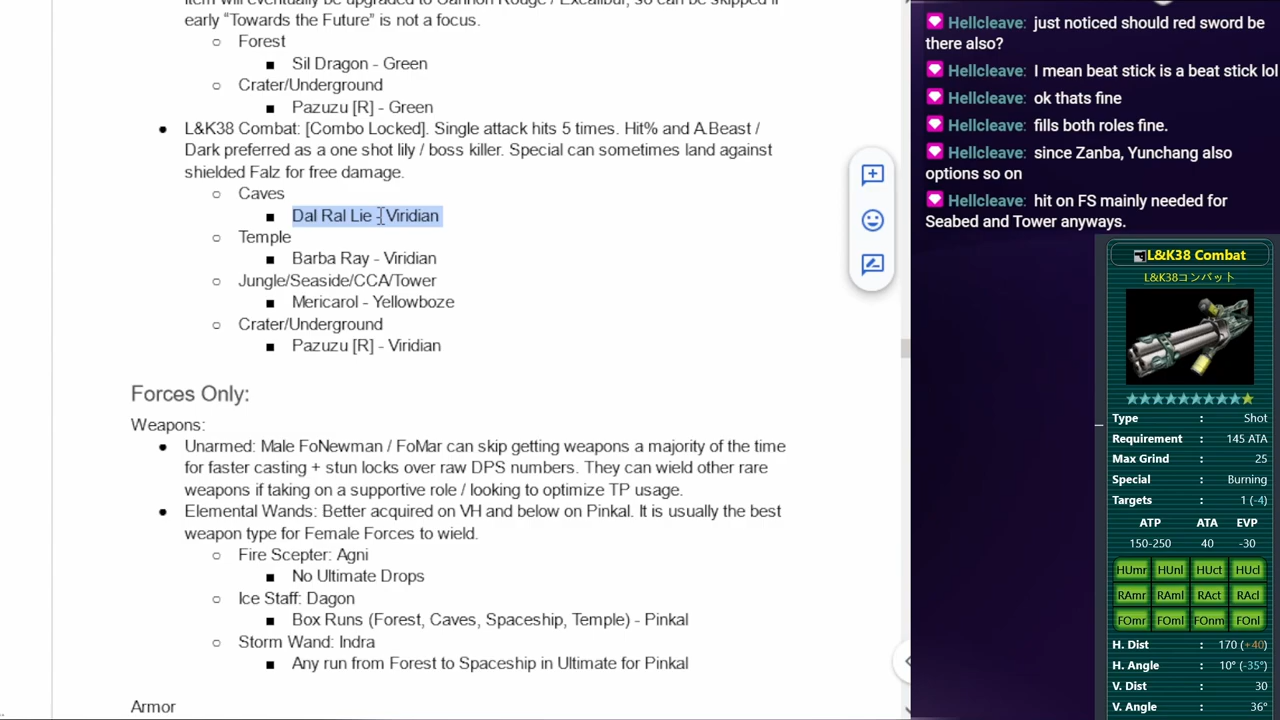 item will eventually be upgraded to Cannon Rouge / Excalibur, so can be skipped if
early “Towards the Future” is not a focus.
○ Forest
■ Sil Dragon - Green
○ Crater/Underground
■ Pazuzu [R] - Green
● L&K38 Combat: [Combo Locked]. Single attack hits 5 times. Hit% and A.Beast /
Dark preferred as a one shot lily / boss killer. Special can sometimes land against
shielded Falz for free damage.
○ Caves
■ Dal Ral Lie - Viridian
○ Temple
■ Barba Ray - Viridian
○ Jungle/Seaside/CCA/Tower
■ Mericarol - Yellowboze
○ Crater/Underground
■ Pazuzu [R] - Viridian
Forces Only:
Weapons:
● Unarmed: Male FoNewman / FoMar can skip getting weapons a majority of the time
for faster casting + stun locks over raw DPS numbers. They can wield other rare
weapons if taking on a supportive role / looking to optimize TP usage.
● Elemental Wands: Better acquired on VH and below on Pinkal. It is usually the best
weapon type for Female Forces to wield.
○ Fire Scepter: Agni
■ No Ultimate Drops
○ Ice Staff: Dagon
■ Box Runs (Forest, Caves, Spaceship, Temple) - Pinkal
○ Storm Wand: Indra
■ Any run from Forest to Spaceship in Ultimate for Pinkal
Armor
Hellcleave: just noticed should red sword be
there also?
Hellcleave: I mean beat stick is a beat stick lol
Hellcleave: ok thats fine
Hellcleave: fills both roles fine.
Hellcleave: since Zanba, Yunchang also
options so on
Hellcleave: hit on FS mainly needed for
Seabed and Tower anyways.
L&K38 Combat
L&K38コンバット
★★★★★★★★★★
Type : Shot
Requirement : 145 ATA
Max Grind : 25
Special : Burning
Targets : 1 (-4)
ATP ATA EVP
150-250 40 -30
HUmr HUnl HUct HUcl
RAmr RAml RAct RAcl
FOmr FOml FOnm FOnl
H. Dist : 170 (+40)
H. Angle : 10° (-35°)
V. Dist : 30
V. Angle : 36°